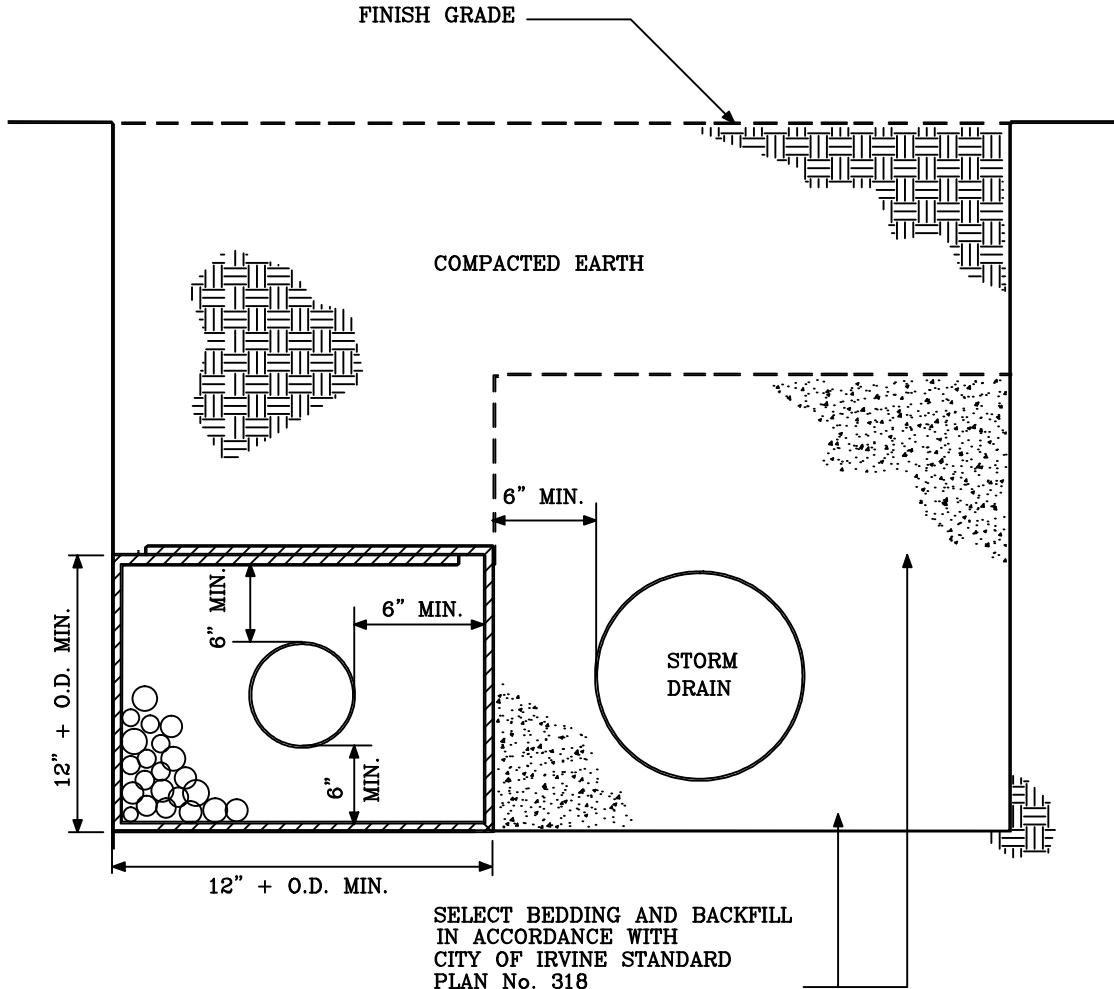 FINISH GRADE
COMPACTED EARTH
6” MIN.
6” MIN.
6” MIN.
12” + O.D. MIN.
STORM
DRAIN
6”
MIN.
12” + O.D. MIN.
SELECT BEDDING AND BACKFILL
IN ACCORDANCE WITH
CITY OF IRVINE STANDARD
PLAN No. 318